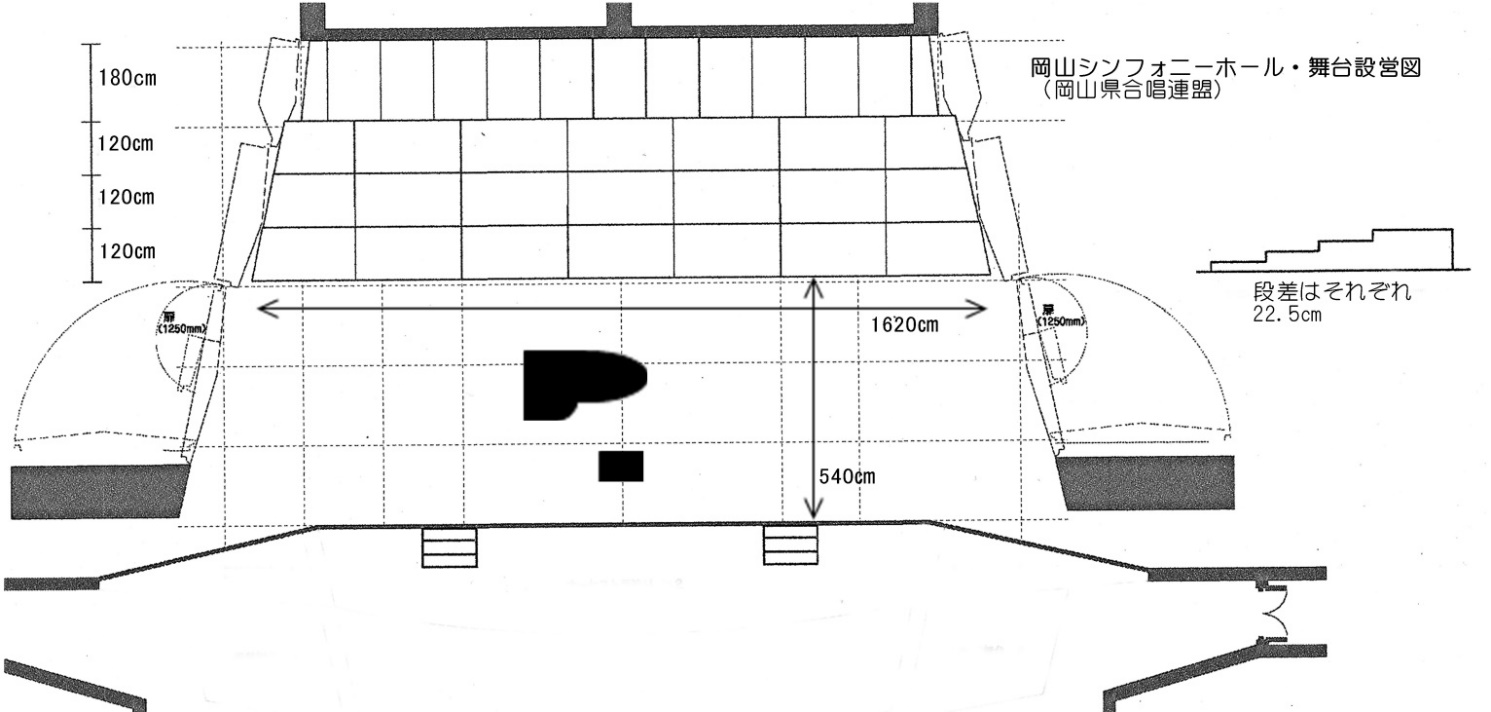 岡山シンフォニーホール・舞台設営図
(岡山県合唱連盟)
180cm
120cm
120cm
120cm
扉
(1250mm)
扉
(1250mm)
1620cm
540cm
段差はそれぞれ
22.5cm